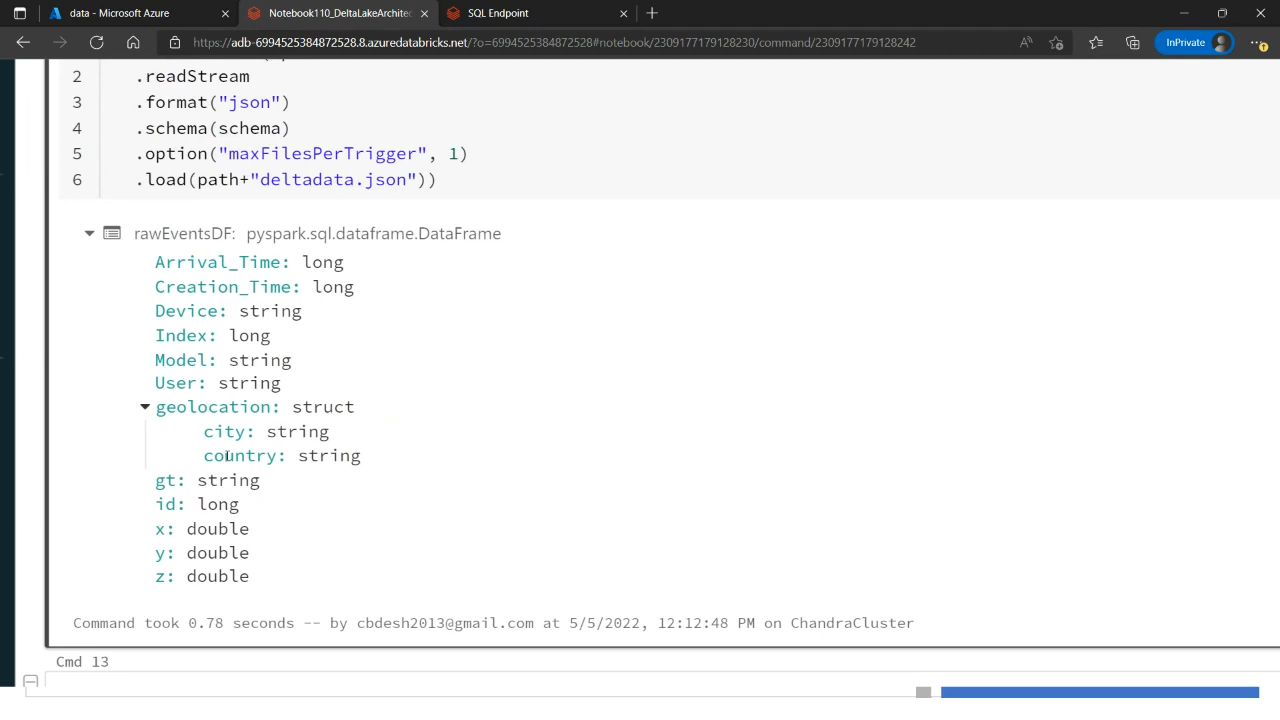 data - Microsoft Azure
Notebook110_DeltaLakeArchitec
SQL Endpoint
https://adb-6994525384872528.8.azuredatabricks.net/?o=6994525384872528#notebook/2309177179128230/command/2309177179128242
InPrivate
2 .readStream
3 .format("json")
4 .schema(schema)
5 .option("maxFilesPerTrigger", 1)
6 .load(path+"deltadata.json"))
rawEventsDF: pyspark.sql.dataframe.DataFrame
Arrival_Time: long
Creation_Time: long
Device: string
Index: long
Model: string
User: string
geolocation: struct
city: string
country: string
gt: string
id: long
x: double
y: double
z: double
Command took 0.78 seconds -- by cbdesh2013@gmail.com at 5/5/2022, 12:12:48 PM on ChandraCluster
Cmd 13